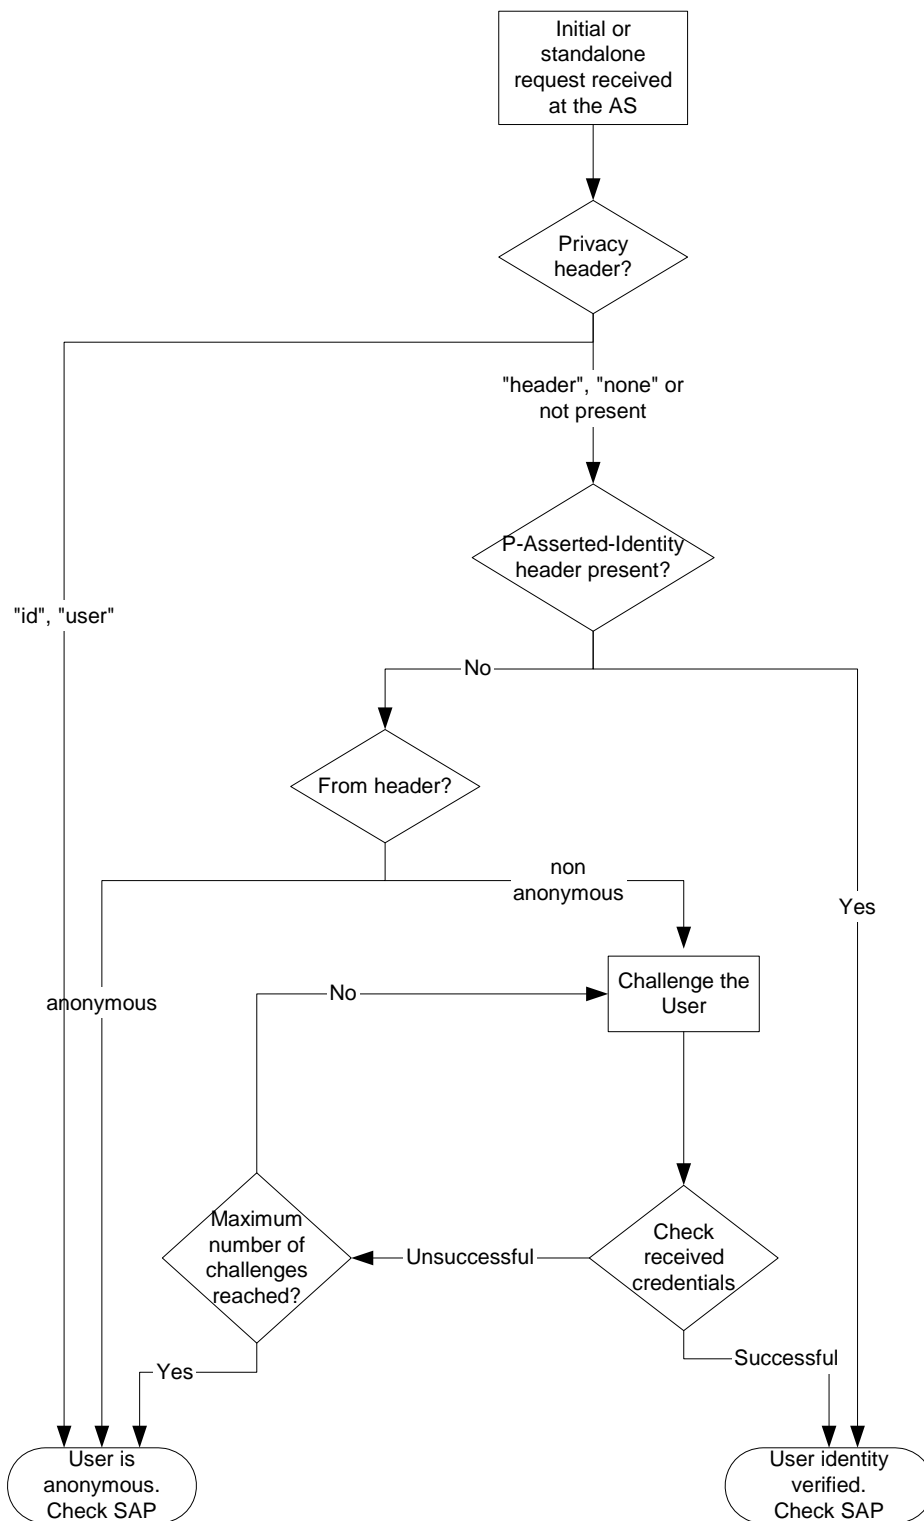 Initial or
standalone
request received
at the AS
Privacy
header?
"header", "none" or
not present
P-Asserted-Identity
header present?
"id", "user"
No
From header?
non
anonymous
Yes
anonymous
No
Challenge the
User
Maximum
number of
challenges
reached?
Unsuccessful
Check
received
credentials
Yes
Successful
User is
anonymous.
Check SAP
User identity
verified.
Check SAP